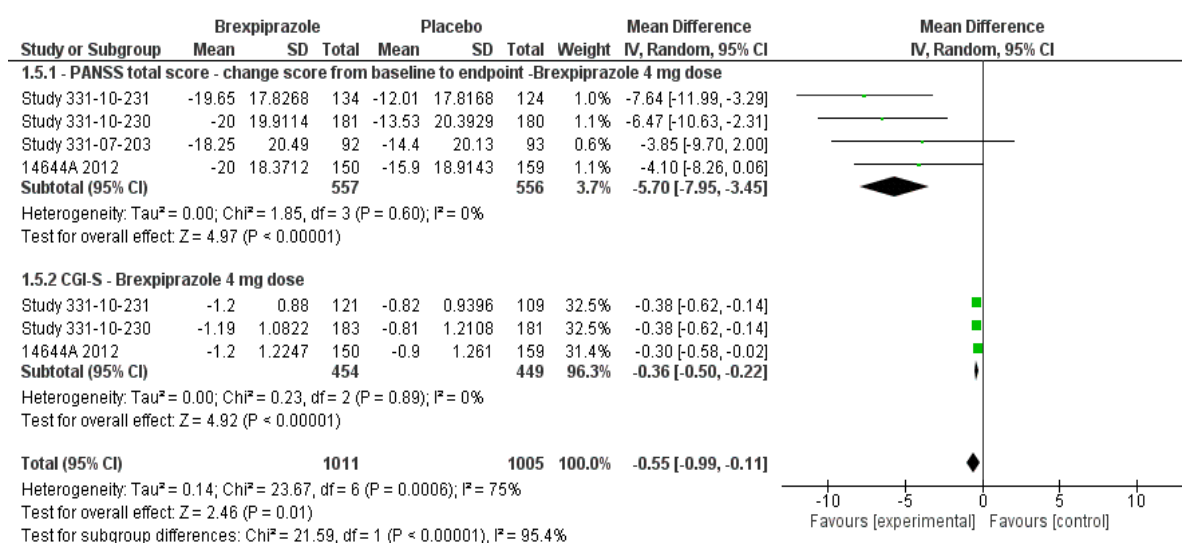 Brexpiprazole Placebo Mean Difference Mean Difference
Study or Subgroup Mean SD Total Mean SD Total Weight IV, Random, 95% CI IV, Random, 95% CI
1.5.1 - PANSS total score - change score from baseline to endpoint -Brexpiprazole 4 mg dose
Study 331-10-231 -19.65 17.8268 134 -12.01 17.8168 124 1.0% -7.64 [-11.99, -3.29]
Study 331-10-230 -20 19.9114 181 -13.53 20.3929 180 1.1% -6.47 [-10.63, -2.31]
Study 331-07-203 -18.25 20.49 92 -14.4 20.13 93 0.6% -3.85 [-9.70, 2.00]
14644A 2012 -20 18.3712 150 -15.9 18.9143 159 1.1% -4.10 [-8.26, 0.06]
Subtotal (95% CI) 557 556 3.7% -5.70 [-7.95, -3.45]
Heterogeneity: Tau² = 0.00; Chi² = 1.85, df = 3 (P = 0.60); I² = 0%
Test for overall effect: Z = 4.97 (P < 0.00001)
1.5.2 CGI-S - Brexpiprazole 4 mg dose
Study 331-10-231 -1.2 0.88 121 -0.82 0.9396 109 32.5% -0.38 [-0.62, -0.14]
Study 331-10-230 -1.19 1.0822 183 -0.81 1.2108 181 32.5% -0.38 [-0.62, -0.14]
14644A 2012 -1.2 1.2247 150 -0.9 1.261 159 31.4% -0.30 [-0.58, -0.02]
Subtotal (95% CI) 454 449 96.3% -0.36 [-0.50, -0.22]
Heterogeneity: Tau² = 0.00; Chi² = 0.23, df = 2 (P = 0.89); I² = 0%
Test for overall effect: Z = 4.92 (P < 0.00001)
Total (95% CI) 1011 1005 100.0% -0.55 [-0.99, -0.11]
Heterogeneity: Tau² = 0.14; Chi² = 23.67, df = 6 (P = 0.0006); I² = 75%
Test for overall effect: Z = 2.46 (P = 0.01)
Test for subgroup differences: Chi² = 21.59, df = 1 (P < 0.00001), I² = 95.4%
-10 -5 0 5 10
Favours [experimental] Favours [control]